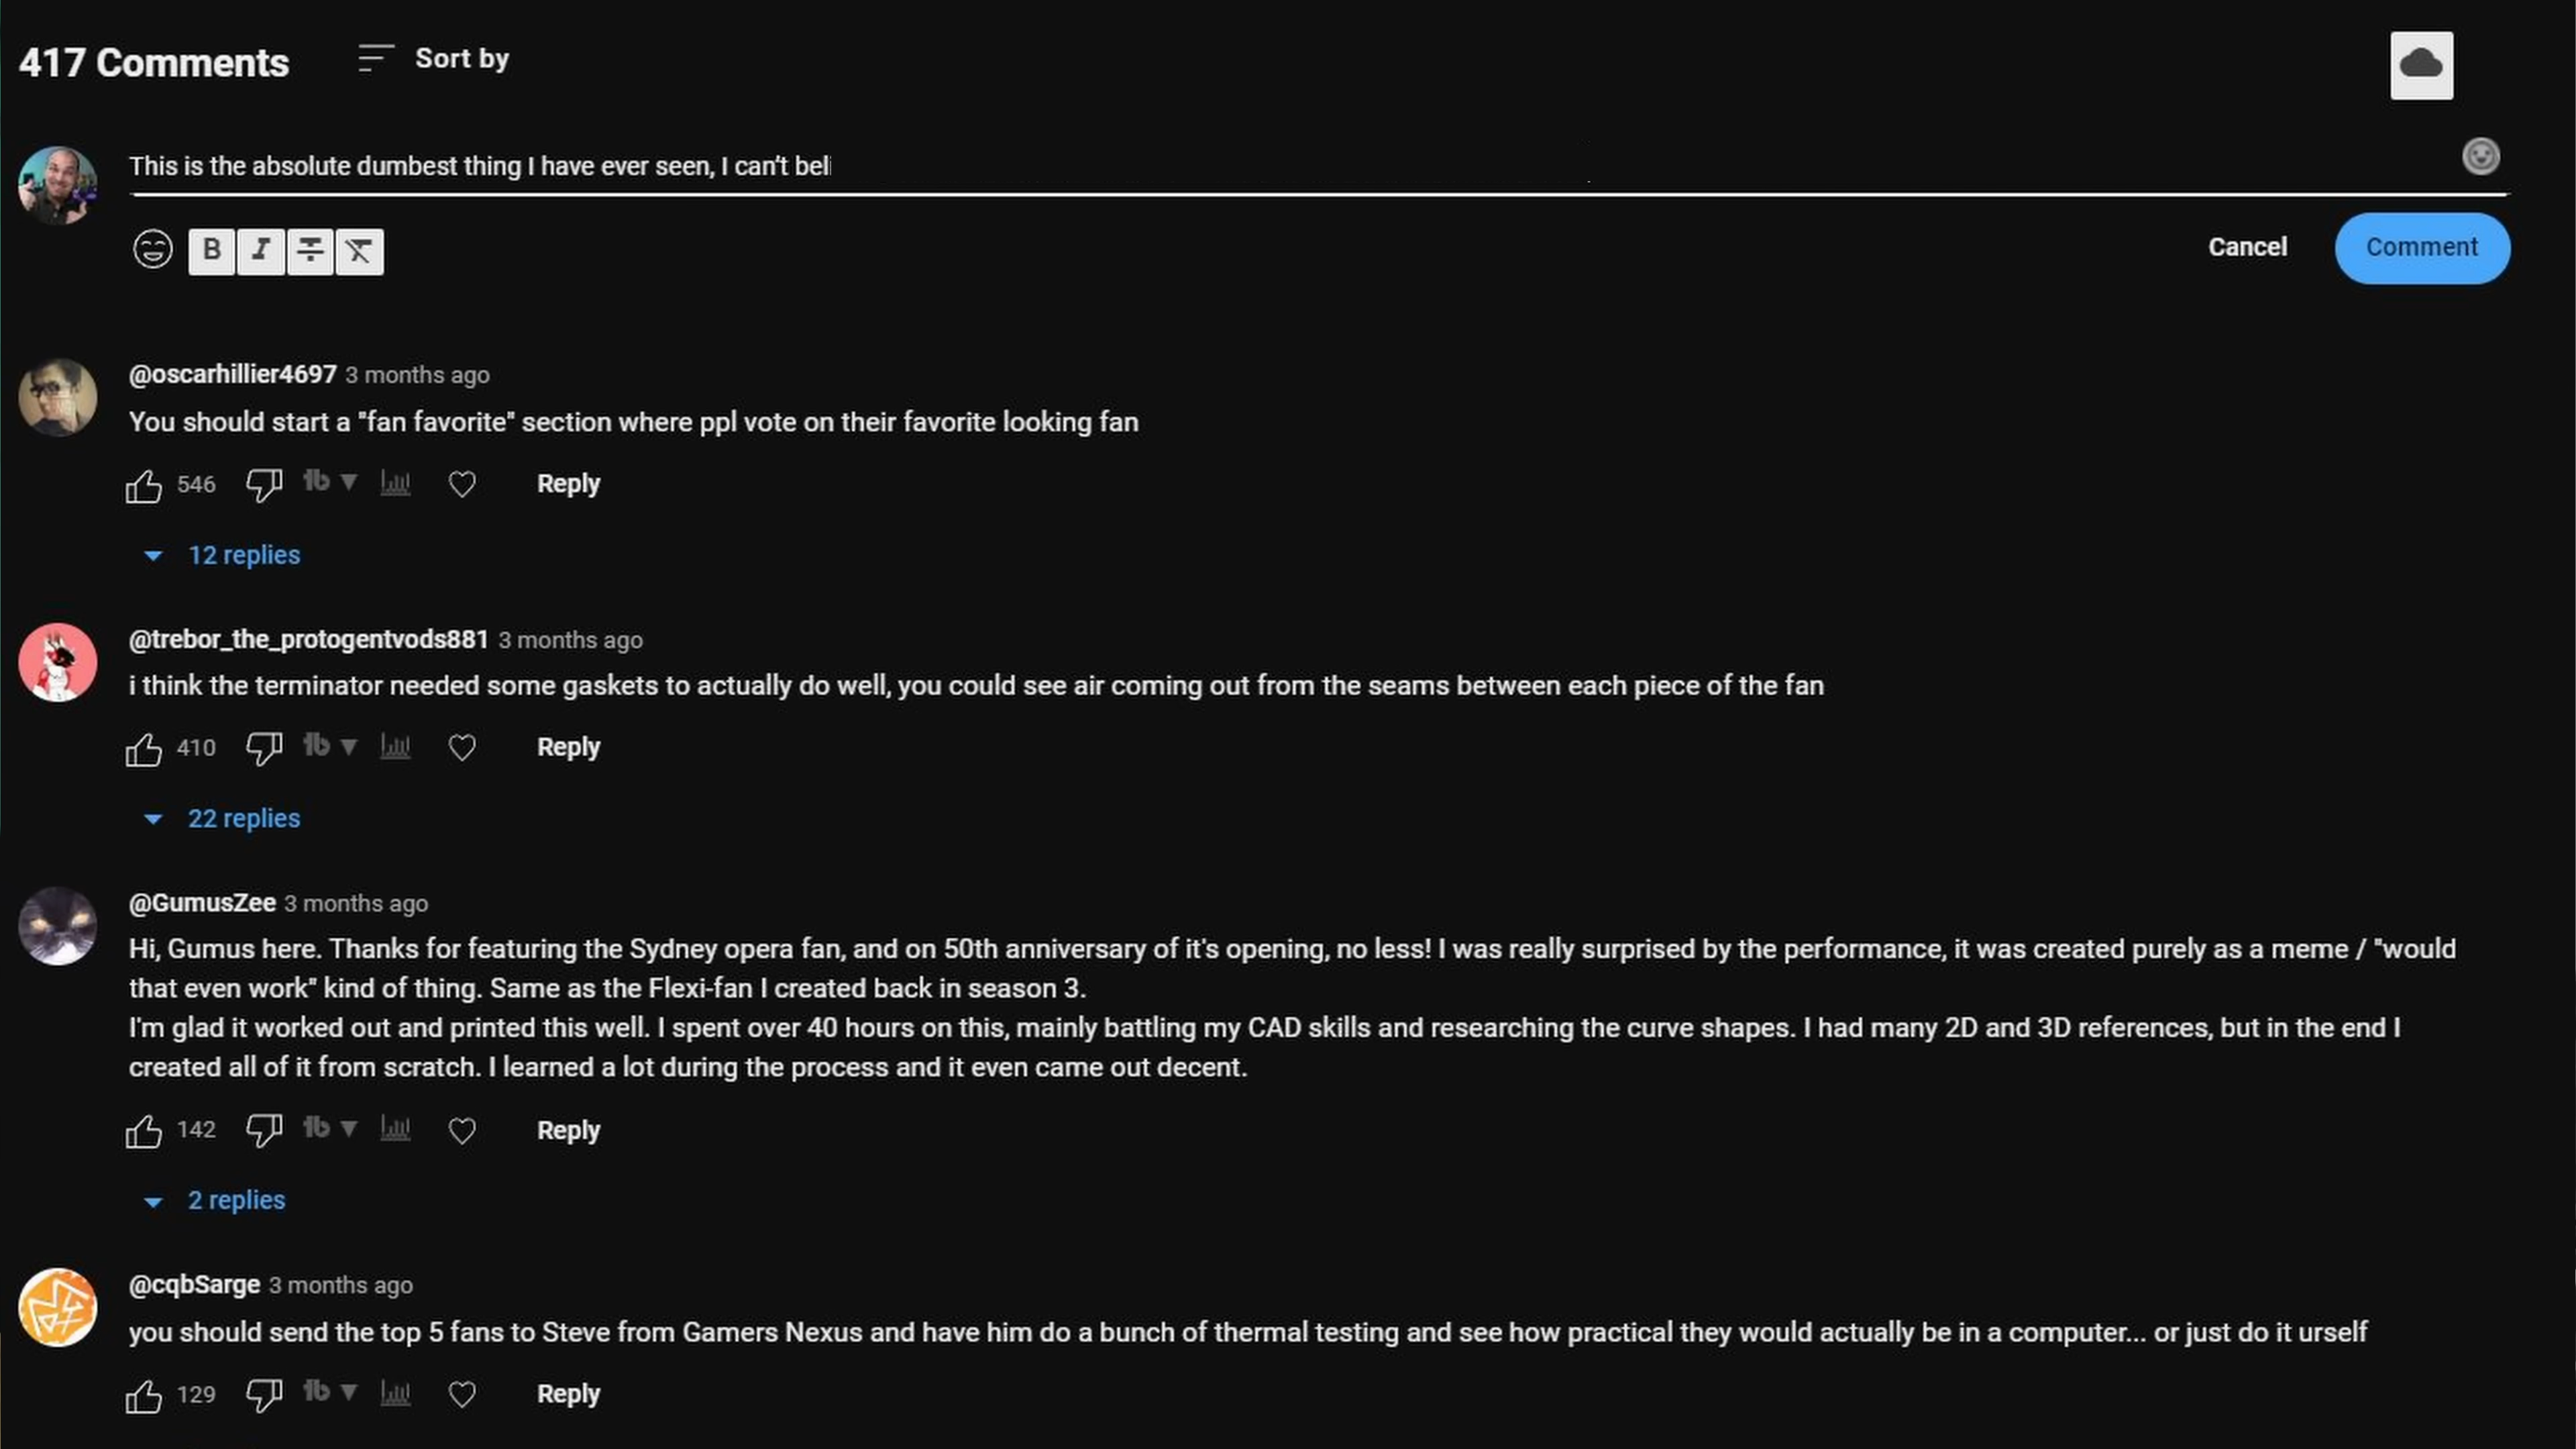 417 Comments
Sort by
This is the absolute dumbest thing I have ever seen, I can't beli
B I
Cancel
Comment
@oscarhillier4697 3 months ago
You should start a "fan favorite" section where ppl vote on their favorite looking fan
546
tb
Reply
12 replies
@trebor_the_protogentvods881 3 months ago
i think the terminator needed some gaskets to actually do well, you could see air coming out from the seams between each piece of the fan
410
tb
Reply
22 replies
@GumusZee 3 months ago
Hi, Gumus here. Thanks for featuring the Sydney opera fan, and on 50th anniversary of it's opening, no less! I was really surprised by the performance, it was created purely as a meme / "would
that even work" kind of thing. Same as the Flexi-fan I created back in season 3.
I'm glad it worked out and printed this well. I spent over 40 hours on this, mainly battling my CAD skills and researching the curve shapes. I had many 2D and 3D references, but in the end I
created all of it from scratch. I learned a lot during the process and it even came out decent.
142
tb
Reply
2 replies
@cqbSarge 3 months ago
you should send the top 5 fans to Steve from Gamers Nexus and have him do a bunch of thermal testing and see how practical they would actually be in a computer... or just do it urself
129
tb
Reply